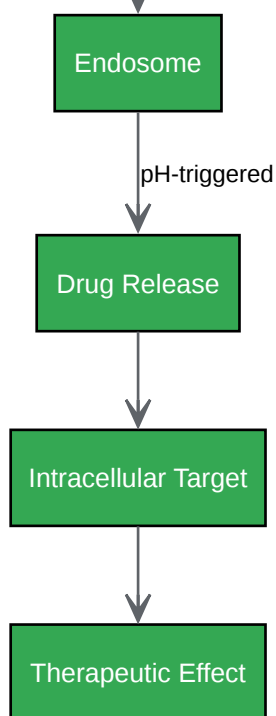 Endosome
pH-triggered
Drug Release
Intracellular Target
Therapeutic Effect